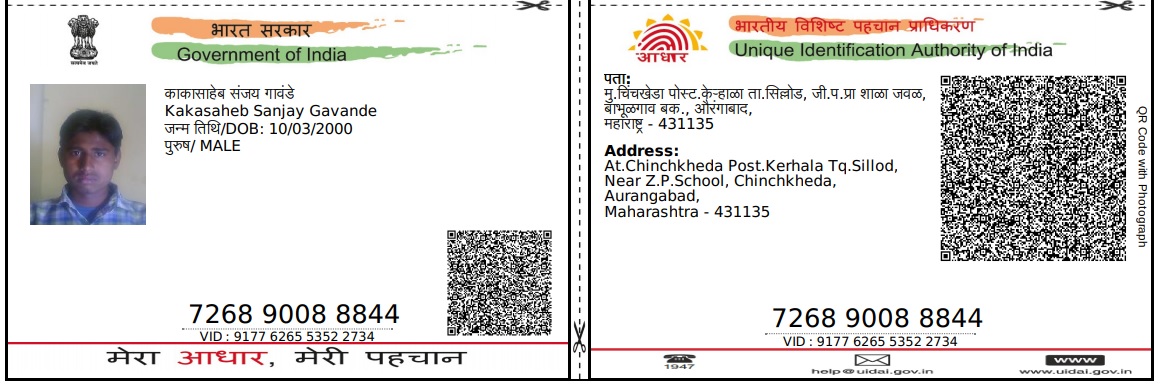 भारत सरकार
Government of India
सत्यमेव जयते
काकासाहेब संजय गावंडे
Kakasaheb Sanjay Gavande
जन्म तिथि/DOB: 10/03/2000
पुरुष/ MALE
7268 9008 8844
VID : 9177 6265 5352 2734
मेरा आधार, मेरी पहचान
भारतीय विशिष्ट पहचान प्राधिकरण
Unique Identification Authority of India
आधार
पता:
मु.चिंचखेडा पोस्ट.केऱ्हाळा ता.सिल्लोड, जी.प.प्रा शाळा जवळ,
बाभूळगाव बक., औरंगाबाद,
महाराष्ट्र - 431135
Address:
At.Chinchkheda Post.Kerhala Tq.Sillod,
Near Z.P.School, Chinchkheda,
Aurangabad,
Maharashtra - 431135
QR Code with Photograph
7268 9008 8844
VID : 9177 6265 5352 2734
1947
help@uidai.gov.in
www
www.uidai.gov.in